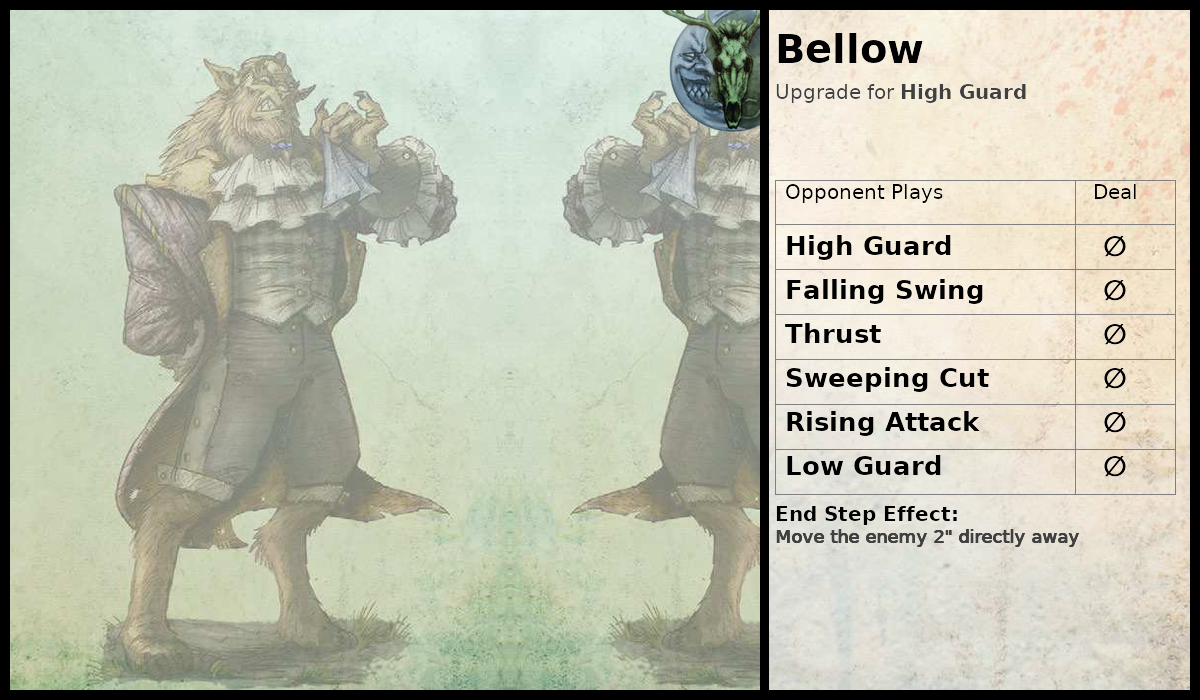 Bellow
Upgrade for High Guard
Opponent Plays Deal
High Guard ∅
Falling Swing ∅
Thrust ∅
Sweeping Cut ∅
Rising Attack ∅
Low Guard ∅
End Step Effect:
Move the enemy 2" directly away